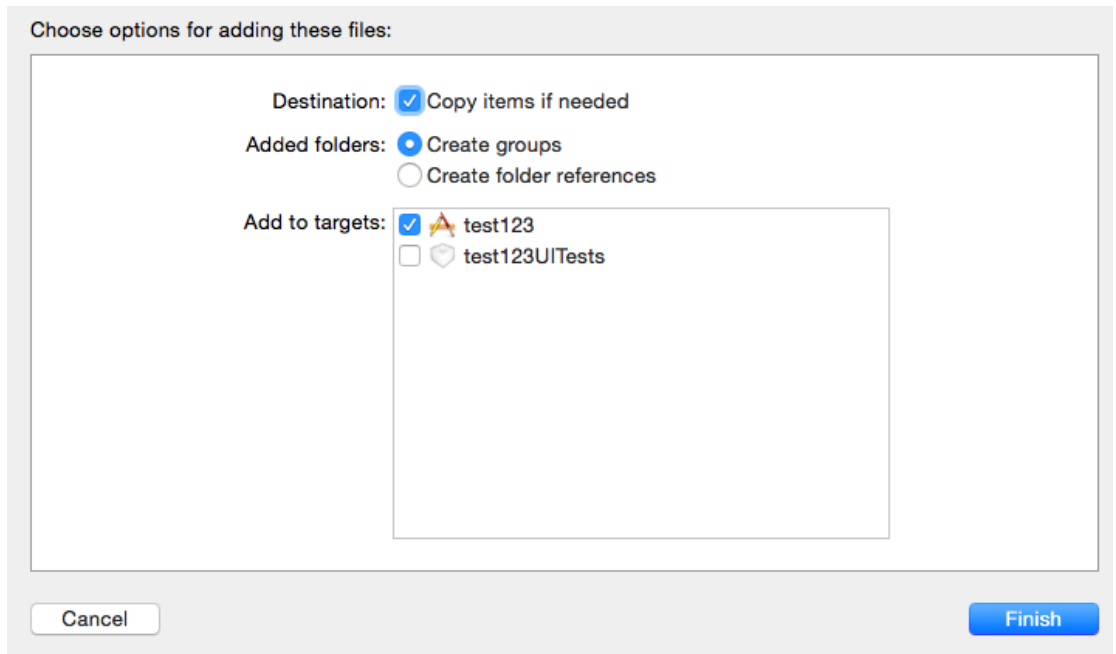 Choose options for adding these files:
Destination: Copy items if needed
Added folders: Create groups
Create folder references
Add to targets: test123
test123UITests
Cancel Finish